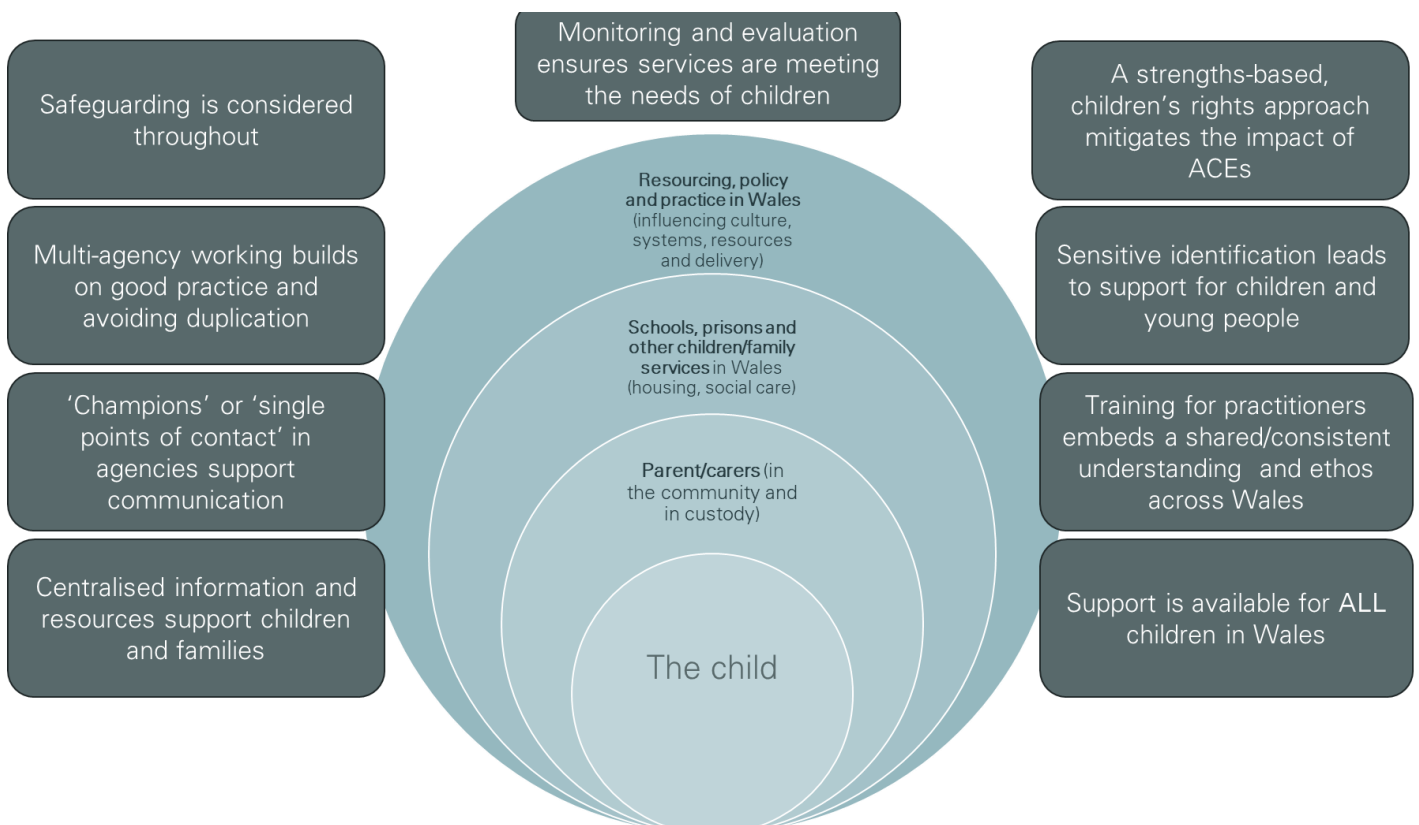 Monitoring and evaluation
ensures services are meeting
the needs of children
Safeguarding is considered
throughout
Multi-agency working builds
on good practice and
avoiding duplication
‘Champions’ or ‘single
points of contact’ in
agencies support
communication
Centralised information and
resources support children
and families
Resourcing, policy
and practice in Wales
(influencing culture,
systems, resources
and delivery)
Schools, prisons and
other children/family
services in Wales
(housing, social care)
Parent/carers (in
the community and
in custody)
The child
A strengths-based,
children’s rights approach
mitigates the impact of
ACEs
Sensitive identification leads
to support for children and
young people
Training for practitioners
embeds a shared/consistent
understanding and ethos
across Wales
Support is available for ALL
children in Wales